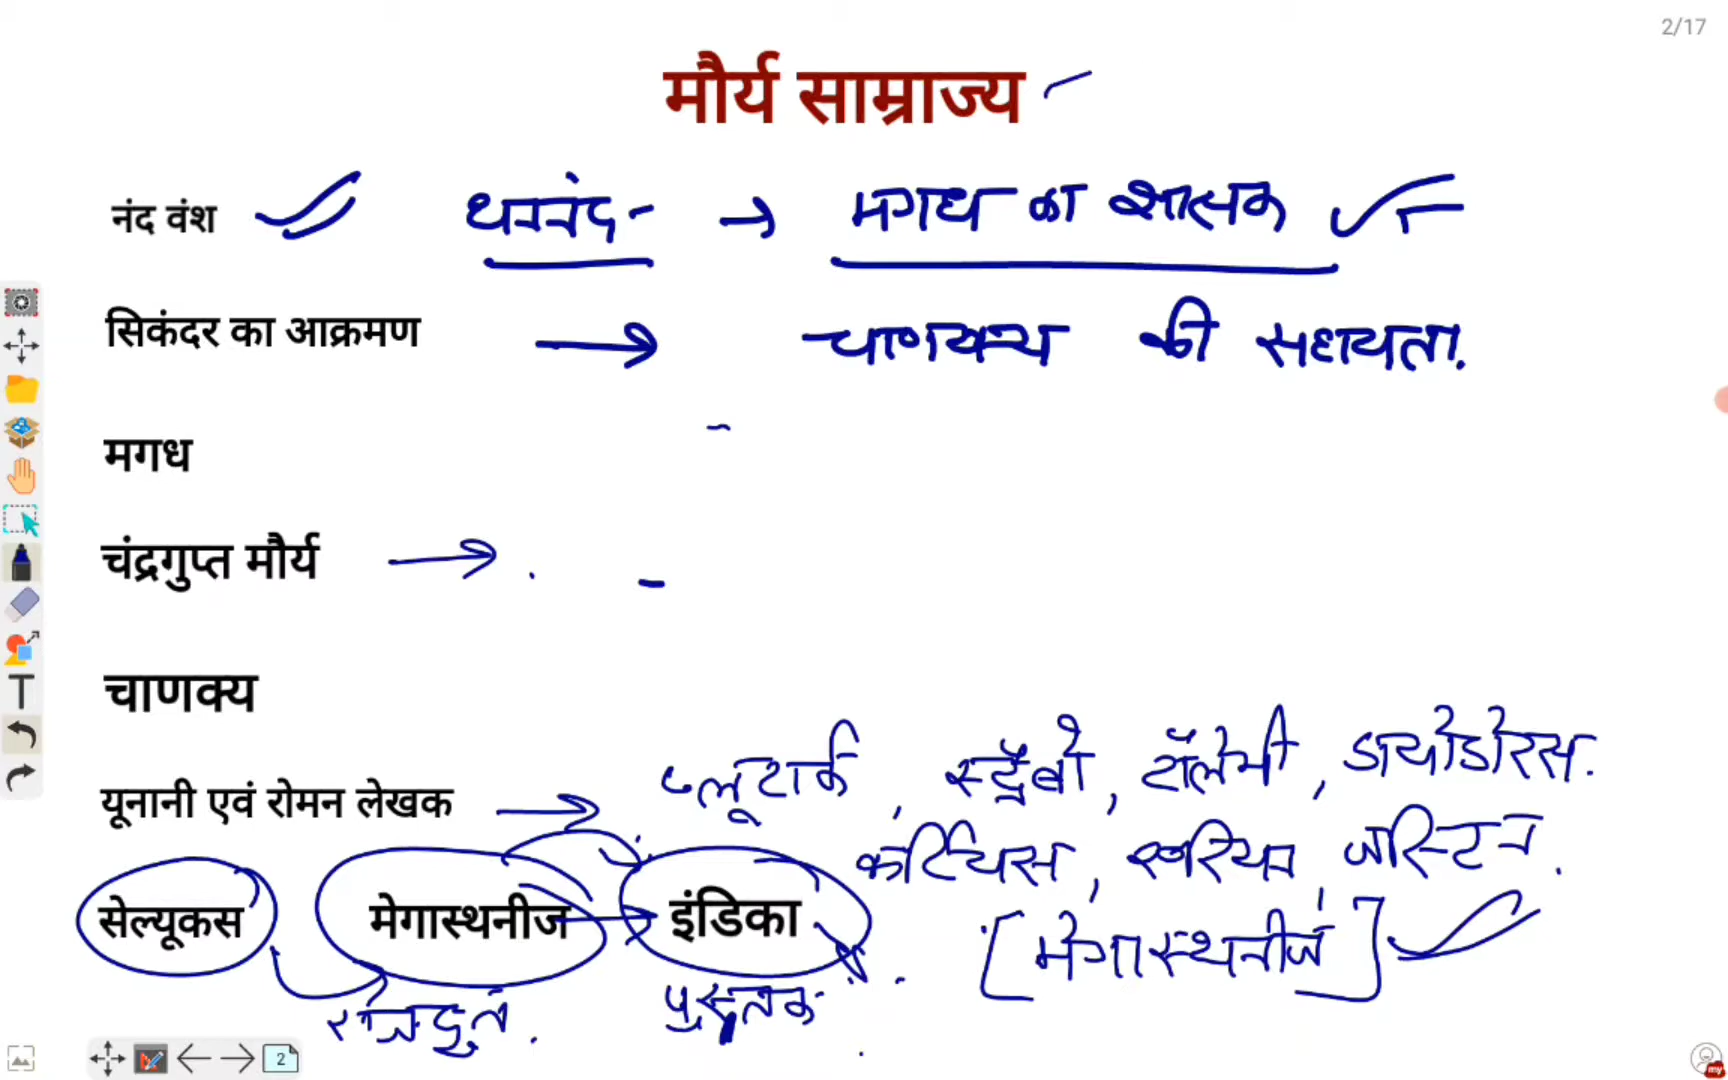 2/17
मौर्य साम्राज्य
नंद वंश धननंद → मगध का शासक
सिकंदर का आक्रमण → चाणक्य की सहायता.
मगध
चंद्रगुप्त मौर्य →
चाणक्य
यूनानी एवं रोमन लेखक → प्लूटार्क, स्ट्रैबो, टॉलेमी, डायोडोरस.
कर्टियस, एरियन, जस्टिन.
सेल्यूकस मेगास्थनीज → इंडिका [मेगास्थनीज]
राजदूत. पुस्तक
2